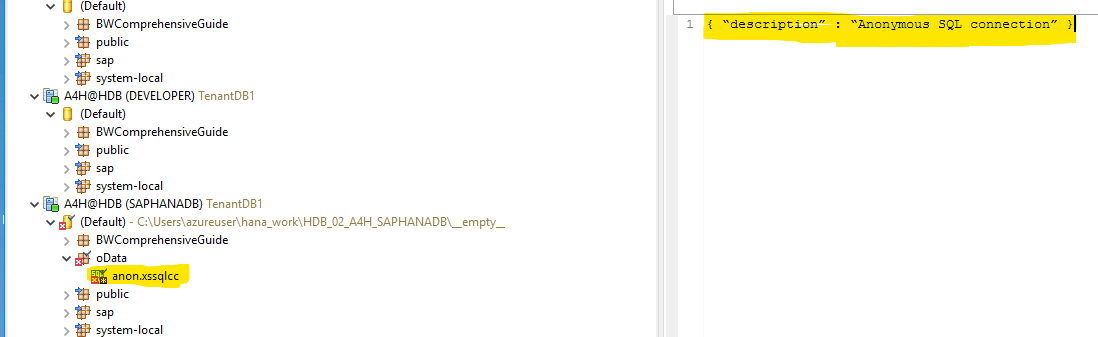 (Default)
BWComprehensiveGuide
public
sap
system-local
A4H@HDB (DEVELOPER) TenantDB1
(Default)
BWComprehensiveGuide
public
sap
system-local
A4H@HDB (SAPHANADB) TenantDB1
(Default) - C:\Users\azureuser\hana_work\HDB_02_A4H_SAPHANADB\__empty__
BWComprehensiveGuide
oData
anon.xssqlcc
public
sap
system-local
1 { “description” : “Anonymous SQL connection” }